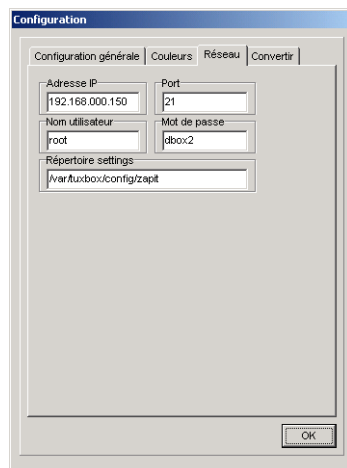 Configuration
Configuration générale Couleurs Réseau Convertir
Adresse IP Port
192.168.000.150 21
Nom utilisateur Mot de passe
root dbox2
Répertoire settings
/var/tuxbox/config/zapit
OK